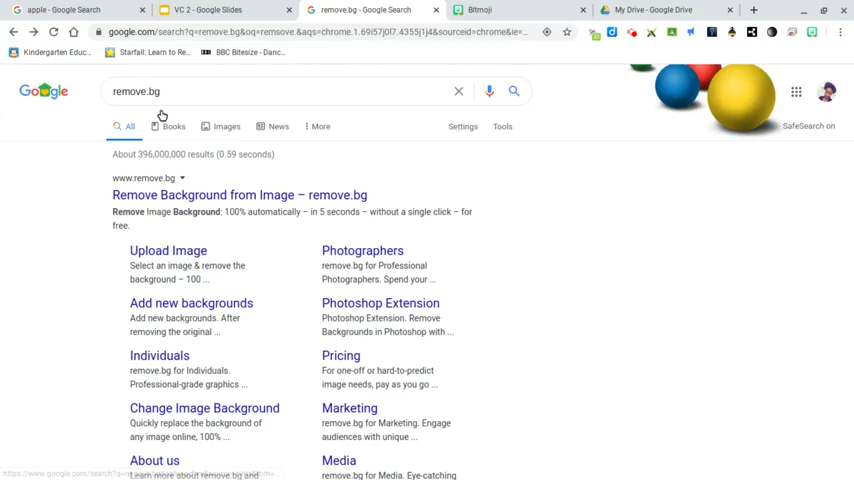 apple - Google Search
VC 2 - Google Slides
remove.bg - Google Search
Bitmoji
My Drive - Google Drive
google.com/search?q=remove.bg&oq=remsove.&aqs=chrome.1.69i57j0l7.4355j1j4&sourceid=chrome&ie=...
Kindergarten Educ...
Starfall: Learn to Re...
BBC Bitesize - Danc...
Google
remove.bg
All
Books
Images
News
More
Settings
Tools
SafeSearch on
About 396,000,000 results (0.59 seconds)
www.remove.bg
Remove Background from Image – remove.bg
Remove Image Background: 100% automatically – in 5 seconds – without a single click – for
free.
Upload Image
Select an image & remove the
background – 100 ...
Photographers
remove.bg for Professional
Photographers. Spend your ...
Add new backgrounds
Add new backgrounds. After
removing the original ...
Photoshop Extension
Photoshop Extension. Remove
Backgrounds in Photoshop with ...
Individuals
remove.bg for Individuals.
Professional-grade graphics ...
Pricing
For one-off or hard-to-predict
image needs, pay as you go ...
Change Image Background
Quickly replace the background of
any image online, 100% ...
Marketing
remove.bg for Marketing. Engage
audiences with unique ...
About us
Learn more about remove.bg and
Media
remove.bg for Media. Eye-catching